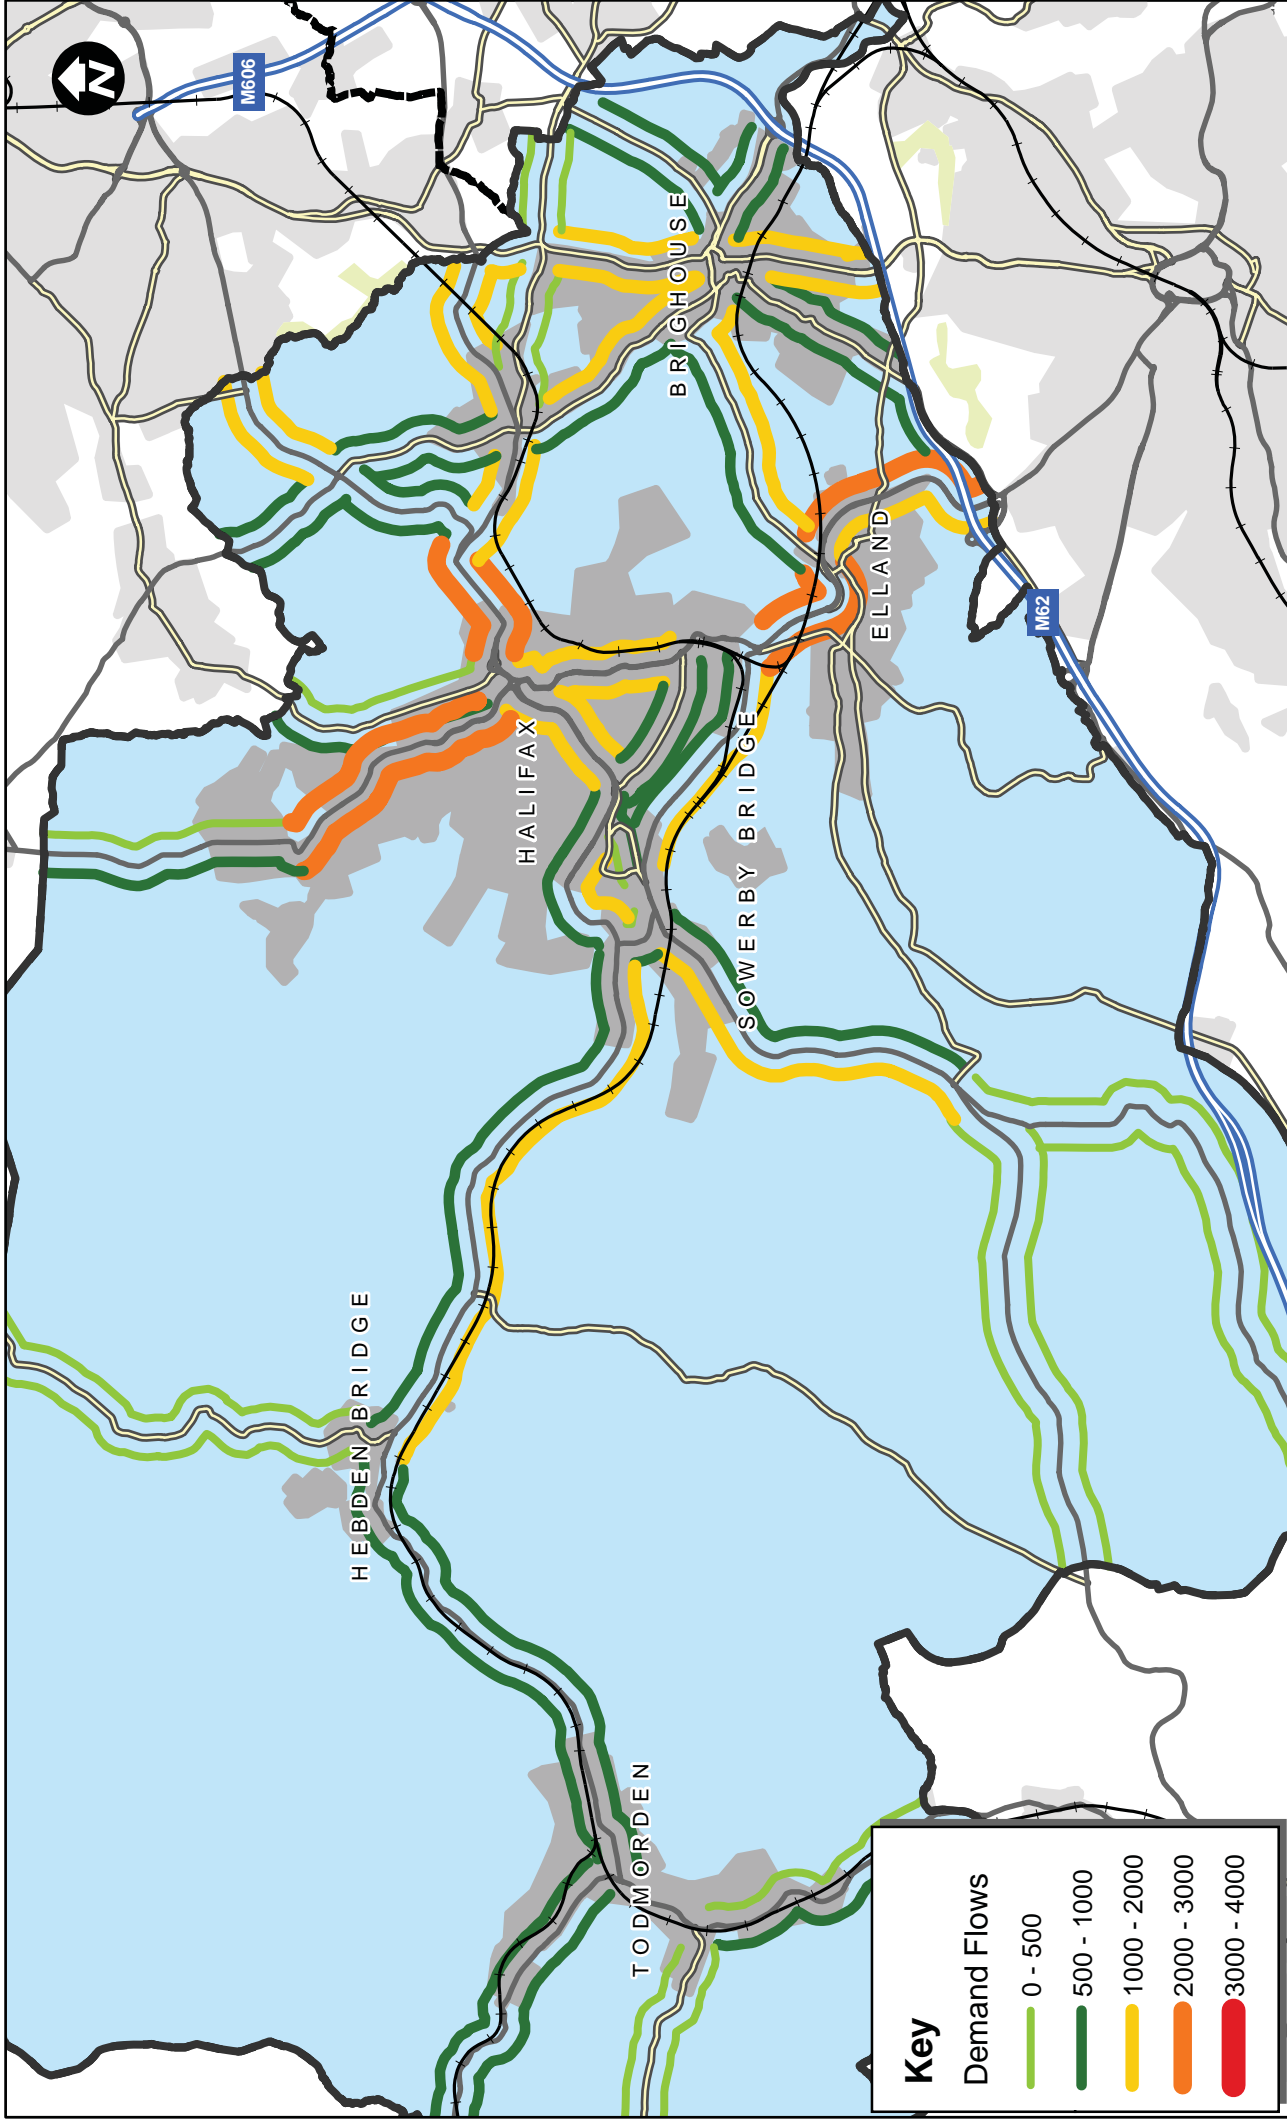 N
M606
BRIGHOUSE
HALIFAX
ELLAND
M62
SOWERBY BRIDGE
HEBDEN BRIDGE
TODMORDEN
Key
Demand Flows
0 - 500
500 - 1000
1000 - 2000
2000 - 3000
3000 - 4000